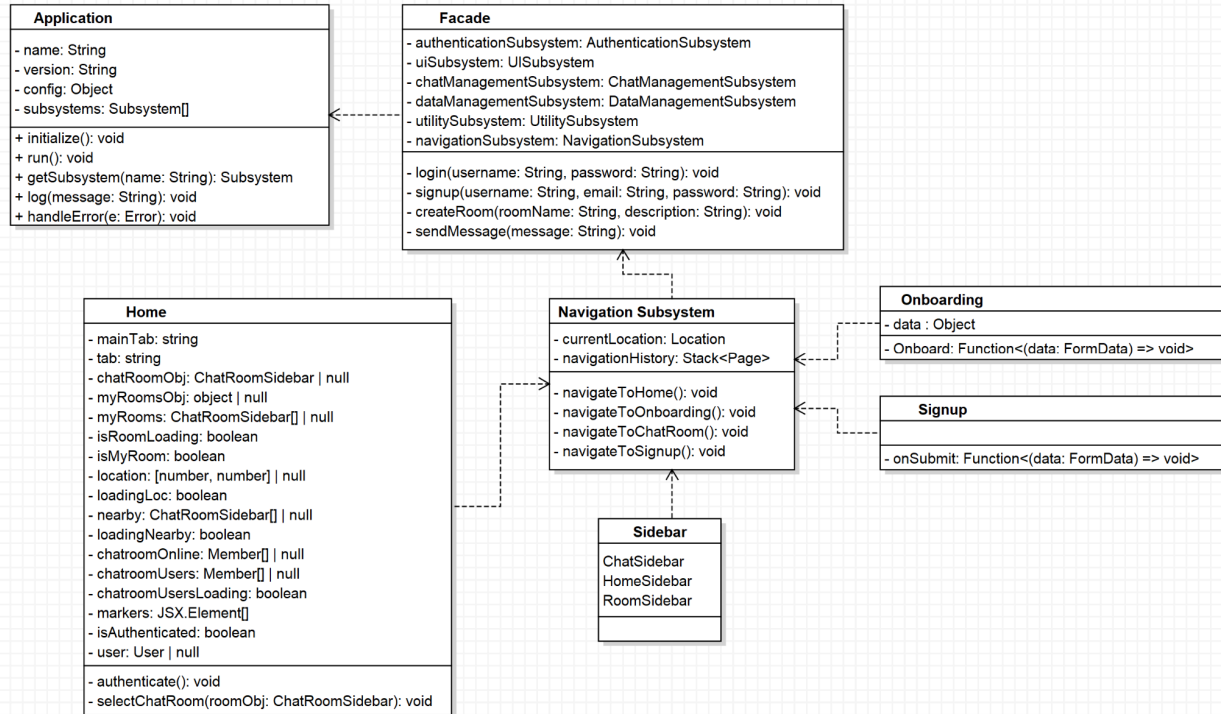 Application
- name: String
- version: String
- config: Object
- subsystems: Subsystem[]
+ initialize(): void
+ run(): void
+ getSubsystem(name: String): Subsystem
+ log(message: String): void
+ handleError(e: Error): void
Facade
- authenticationSubsystem: AuthenticationSubsystem
- uiSubsystem: UISubsystem
- chatManagementSubsystem: ChatManagementSubsystem
- dataManagementSubsystem: DataManagementSubsystem
- utilitySubsystem: UtilitySubsystem
- navigationSubsystem: NavigationSubsystem
- login(username: String, password: String): void
- signup(username: String, email: String, password: String): void
- createRoom(roomName: String, description: String): void
- sendMessage(message: String): void
Home
- mainTab: string
- tab: string
- chatRoomObj: ChatRoomSidebar | null
- myRoomsObj: object | null
- myRooms: ChatRoomSidebar[] | null
- isRoomLoading: boolean
- isMyRoom: boolean
- location: [number, number] | null
- loadingLoc: boolean
- nearby: ChatRoomSidebar[] | null
- loadingNearby: boolean
- chatroomOnline: Member[] | null
- chatroomUsers: Member[] | null
- chatroomUsersLoading: boolean
- markers: JSX.Element[]
- isAuthenticated: boolean
- user: User | null
- authenticate(): void
- selectChatRoom(roomObj: ChatRoomSidebar): void
Navigation Subsystem
- currentLocation: Location
- navigationHistory: Stack<Page>
- navigateToHome(): void
- navigateToOnboarding(): void
- navigateToChatRoom(): void
- navigateToSignup(): void
Onboarding
- data : Object
- Onboard: Function<(data: FormData) => void>
Signup
- onSubmit: Function<(data: FormData) => void>
Sidebar
ChatSidebar
HomeSidebar
RoomSidebar